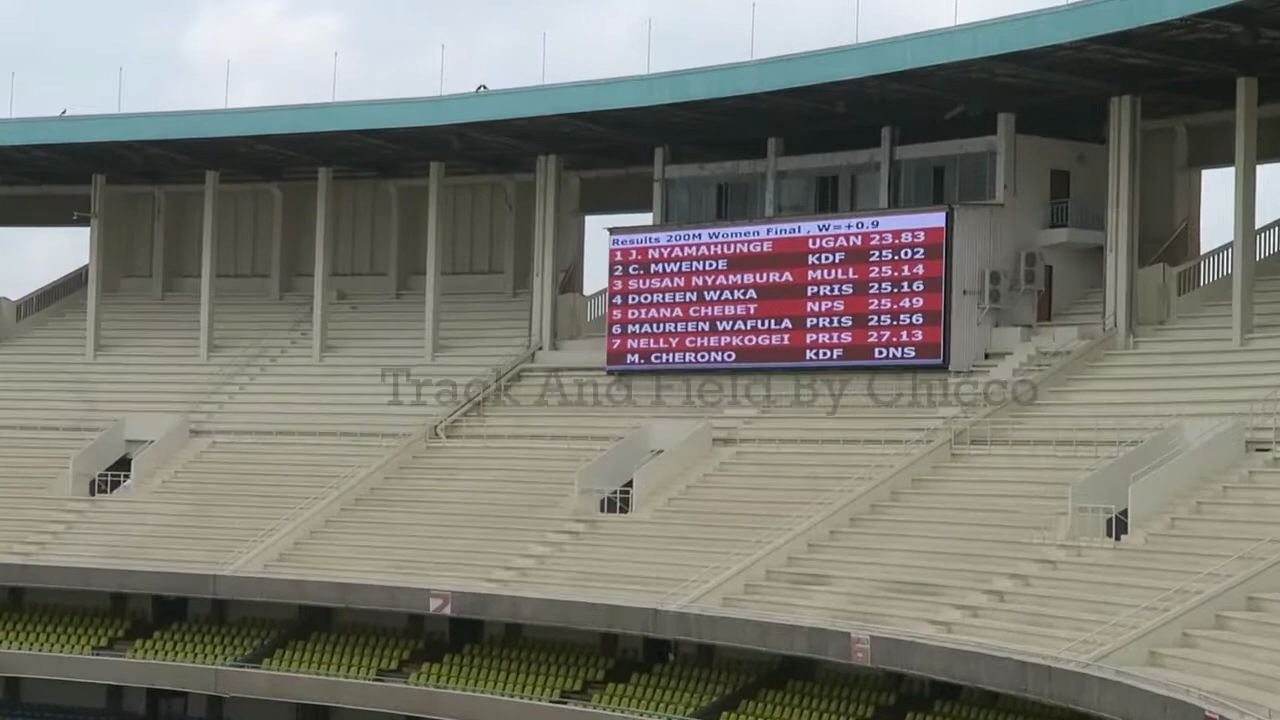 Results 200M Women Final , W=+0.9
1 J. NYAMAHUNGE UGAN 23.83
2 C. MWENDE KDF 25.02
3 SUSAN NYAMBURA MULL 25.14
4 DOREEN WAKA PRIS 25.16
5 DIANA CHEBET NPS 25.49
6 MAUREEN WAFULA PRIS 25.56
7 NELLY CHEPKOGEI PRIS 27.13
M. CHERONO KDF DNS
Track And Field By Chicco